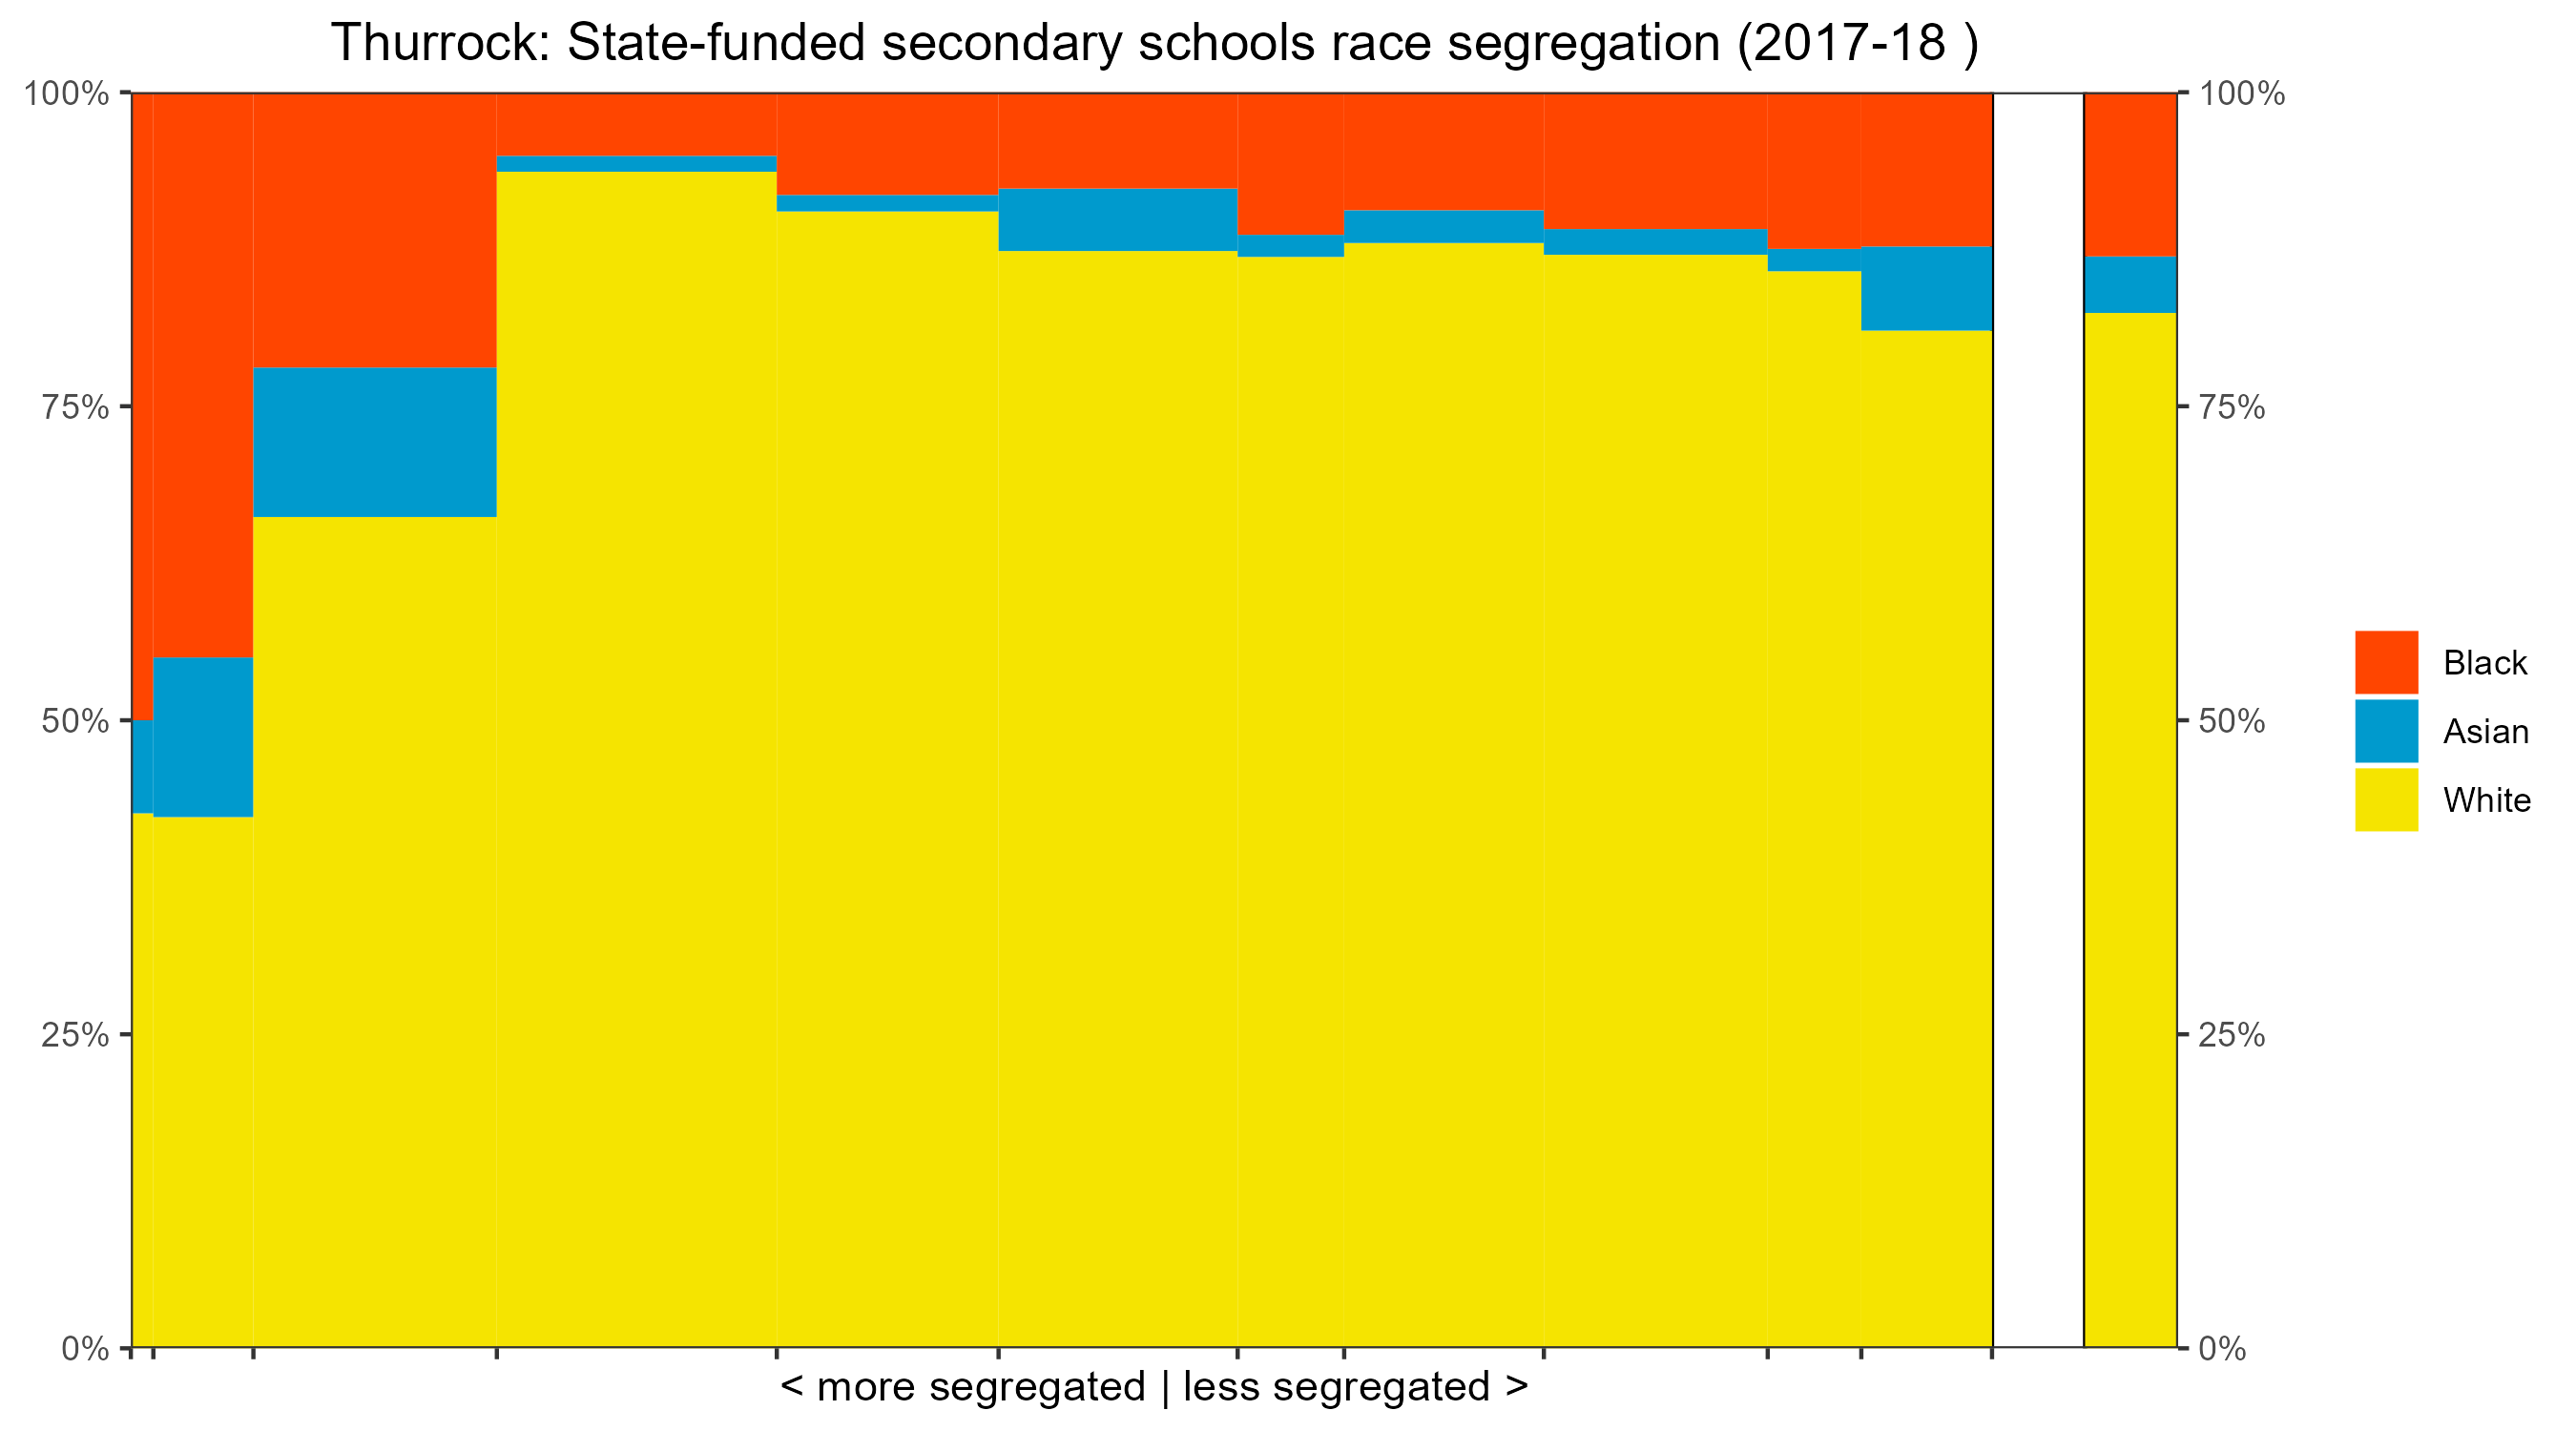 Thurrock: State-funded secondary schools race segregation (2017-18 )
100%
75%
50%
25%
0%
100%
75%
50%
25%
0%
Black
Asian
White
< more segregated | less segregated >